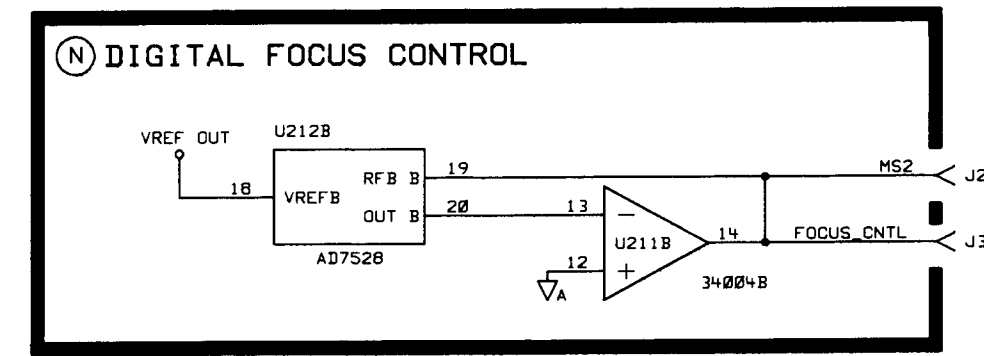 N DIGITAL FOCUS CONTROL
VREF OUT
U212B
18
VREFB
RFB B
19
OUT B
20
AD7528
13
12
−
+
U211B
14
34004B
A
MS2
J2
FOCUS_CNTL
J3